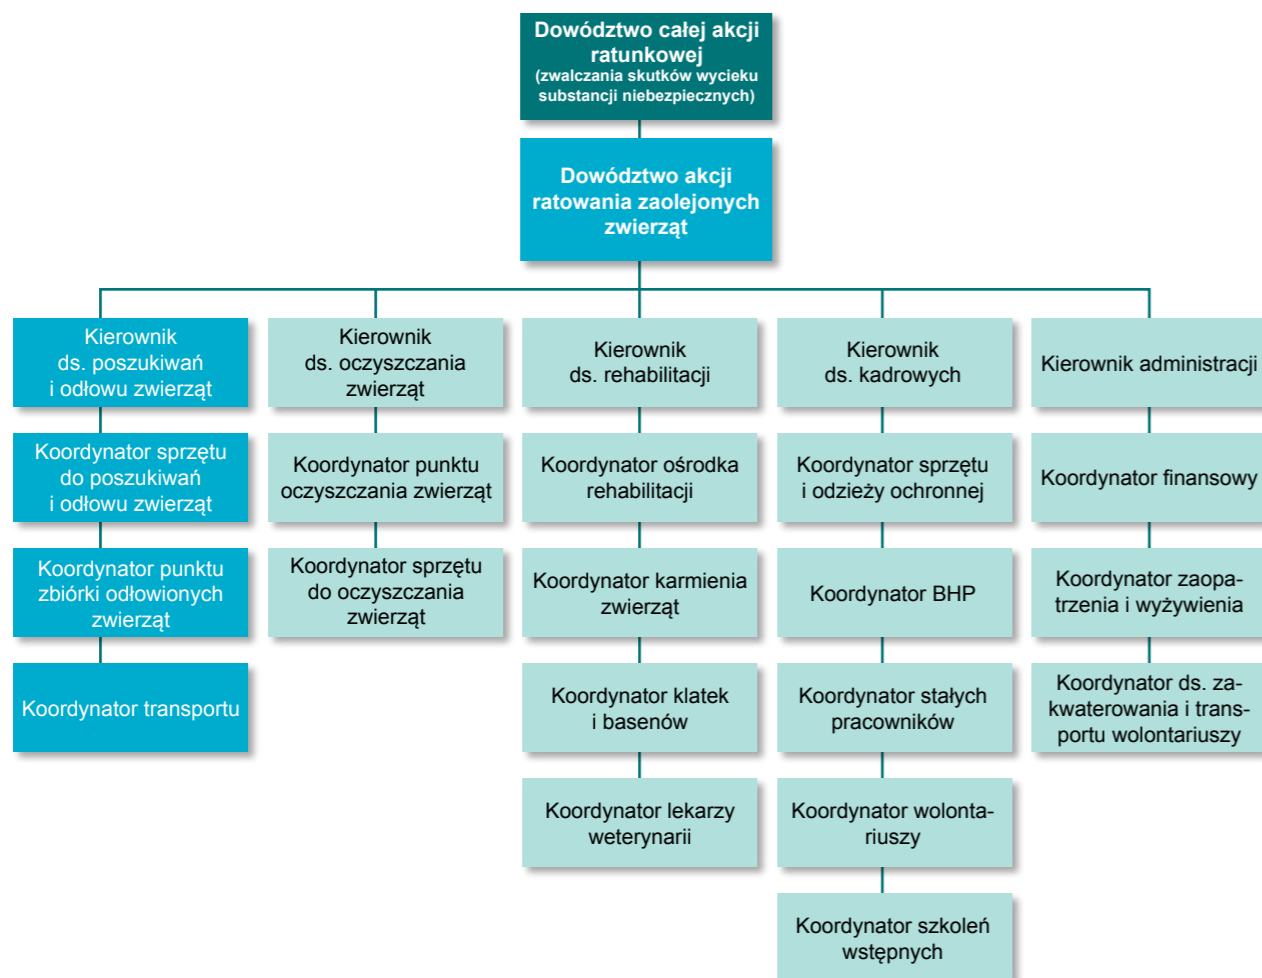 Dowództwo całej akcji
ratunkowej
(zwalczania skutków wycieku
substancji niebezpiecznych)
Dowództwo akcji
ratowania zaolejonych
zwierząt
Kierownik
ds. poszukiwań
i odłowu zwierząt
Koordynator sprzętu
do poszukiwań
i odłowu zwierząt
Koordynator punktu
zbiórki odłowionych
zwierząt
Koordynator transportu
Kierownik
ds. oczyszczania
zwierząt
Koordynator punktu
oczyszczania zwierząt
Koordynator sprzętu
do oczyszczania
zwierząt
Kierownik
ds. rehabilitacji
Koordynator ośrodka
rehabilitacji
Koordynator karmienia
zwierząt
Koordynator klatek
i basenów
Koordynator lekarzy
weterynarii
Kierownik
ds. kadrowych
Koordynator sprzętu
i odzieży ochronnej
Koordynator BHP
Koordynator stałych
pracowników
Koordynator wolonta-
riuszy
Koordynator szkoleń
wstępnych
Kierownik administracji
Koordynator finansowy
Koordynator zaopa-
trzenia i wyżywienia
Koordynator ds. za-
kwaterowania i trans-
portu wolontariuszy